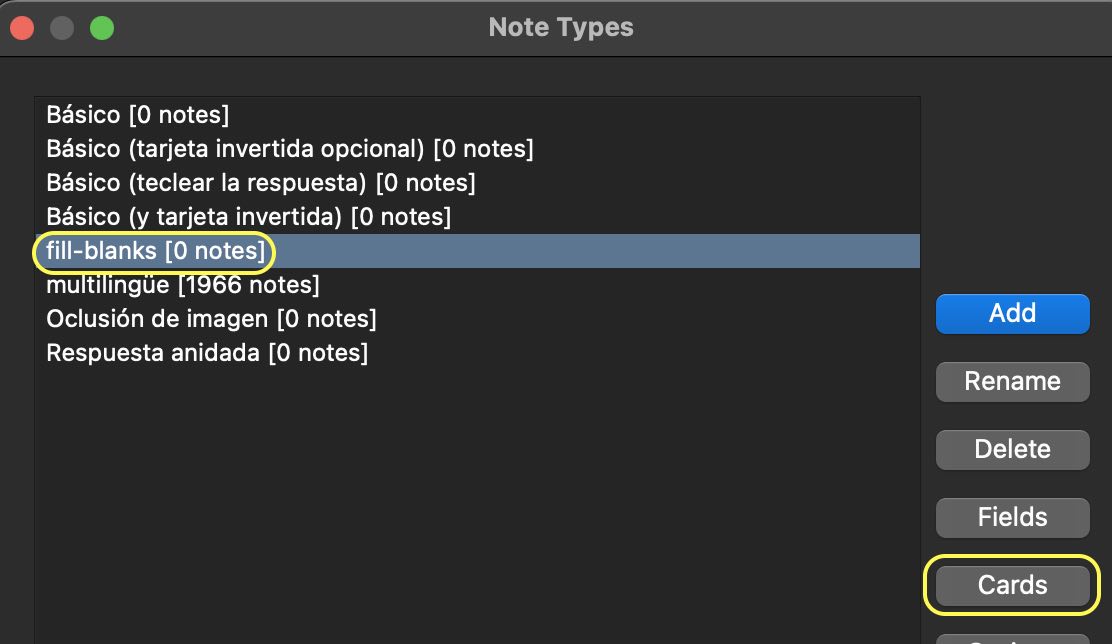 Note Types
Básico [0 notes]
Básico (tarjeta invertida opcional) [0 notes]
Básico (teclear la respuesta) [0 notes]
Básico (y tarjeta invertida) [0 notes]
fill-blanks [0 notes]
multilingüe [1966 notes]
Oclusión de imagen [0 notes]
Respuesta anidada [0 notes]
Add
Rename
Delete
Fields
Cards